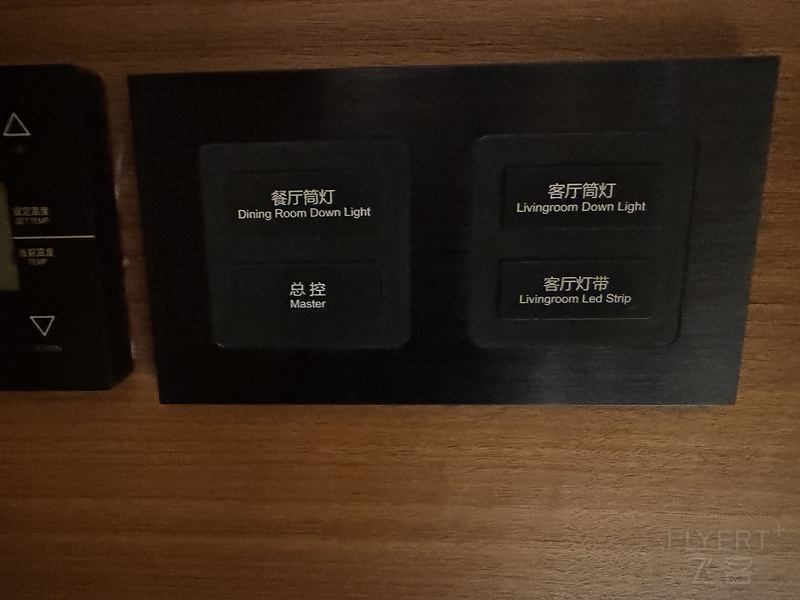 设定温度
SET TEMP
当前温度
TEMP
DOWN
餐厅筒灯
Dining Room Down Light
总控
Master
客厅筒灯
Livingroom Down Light
客厅灯带
Livingroom Led Strip
FLYERT+
飞客